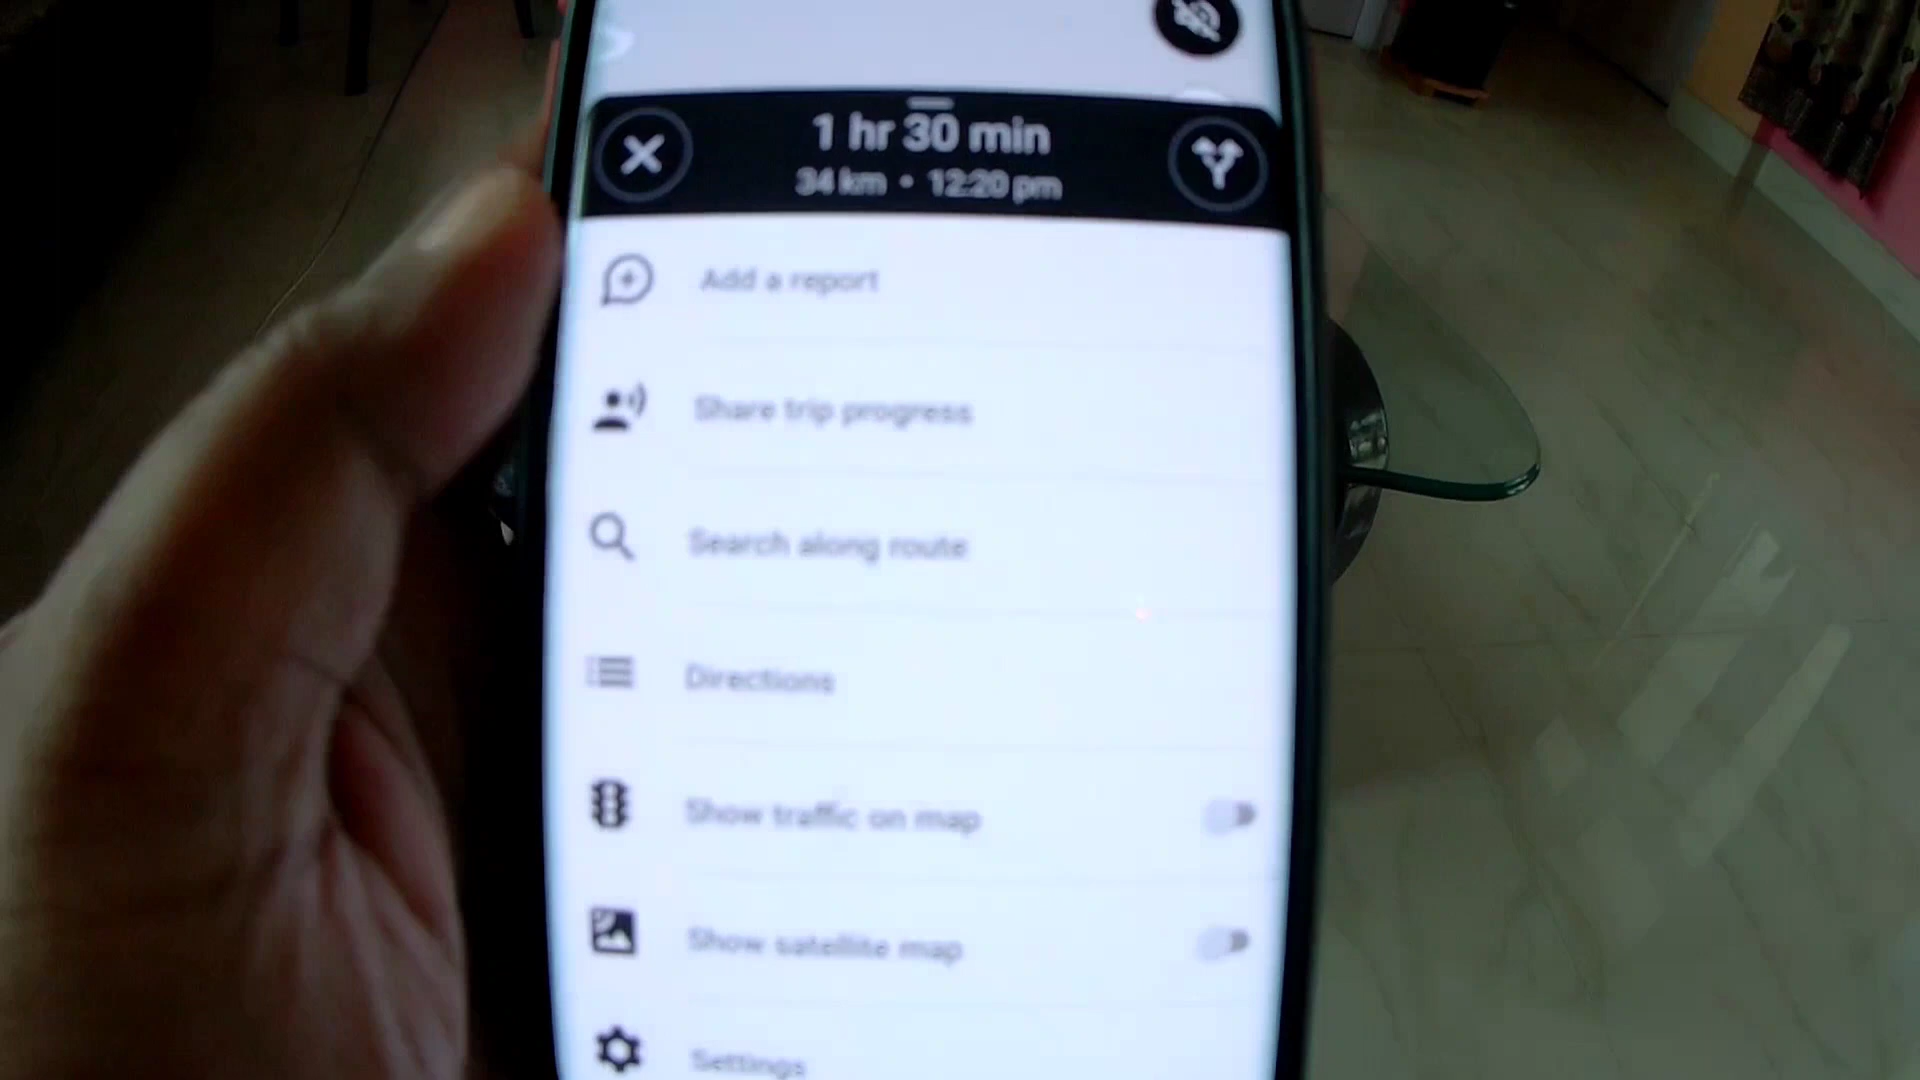 1 hr 30 min
34 km • 12:20 pm
Add a report
Share trip progress
Search along route
Directions
Show traffic on map
Show satellite map
Settings